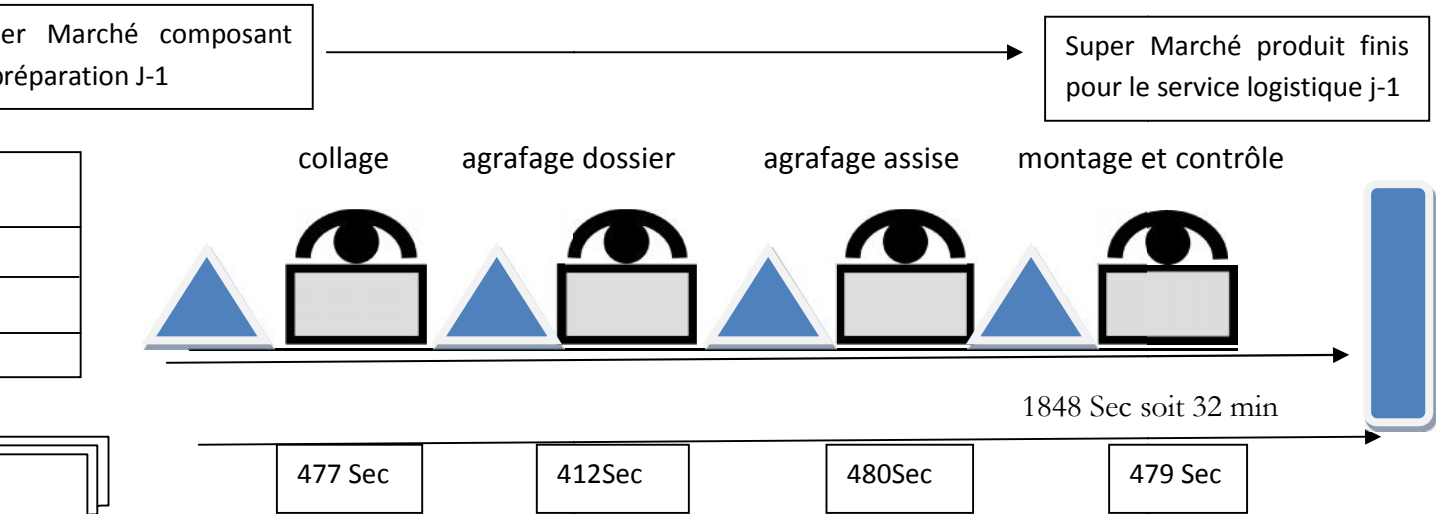 er Marché composant
préparation J-1
Super Marché produit finis
pour le service logistique j-1
collage agrafage dossier agrafage assise montage et contrôle
1848 Sec soit 32 min
477 Sec 412Sec 480Sec 479 Sec